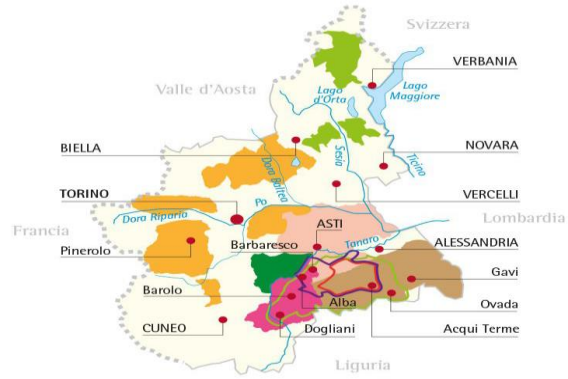 Svizzera
VERBANIA
Valle d'Aosta
Lago
d'Orta
Lago
Maggiore
BIELLA
Dora Baltea
Sesia
Ticino
NOVARA
TORINO
VERCELLI
Po
Dora Riparia
ASTI
Lombardia
Francia
Barbaresco
Tanaro
ALESSANDRIA
Pinerolo
Gavi
Barolo
Alba
Ovada
CUNEO
Dogliani
Acqui Terme
Liguria